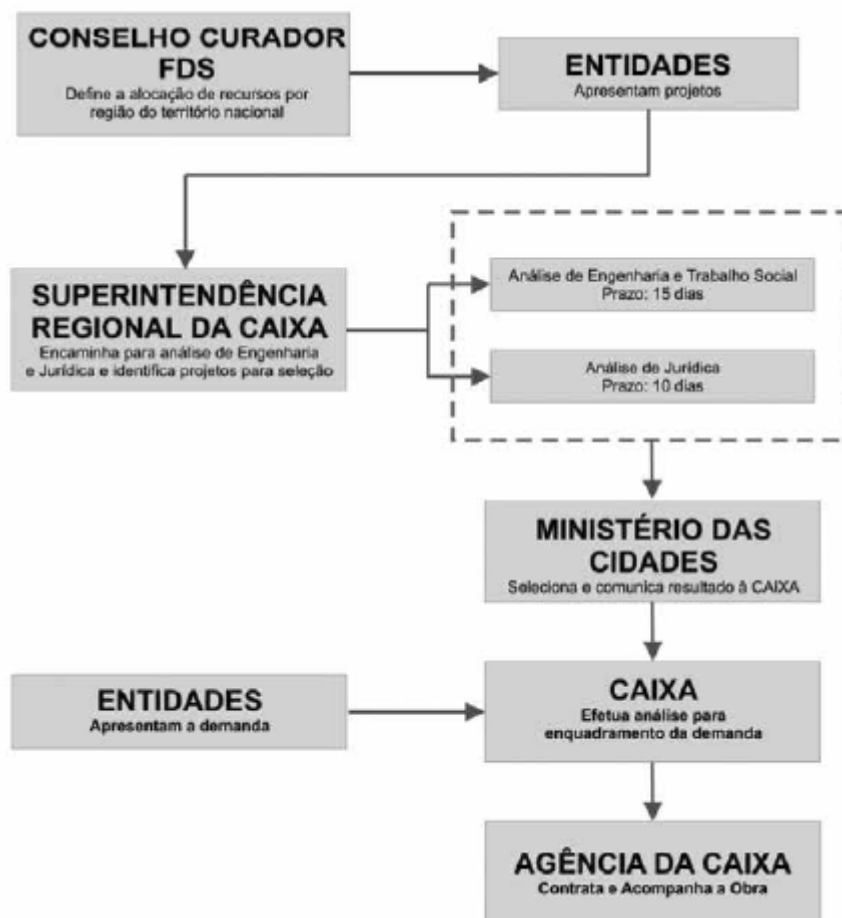 CONSELHO CURADOR
FDS
Define a alocação de recursos por
região do território nacional
ENTIDADES
Apresentam projetos
SUPERINTENDÊNCIA
REGIONAL DA CAIXA
Encaminha para análise de Engenharia
e Jurídica e identifica projetos para seleção
Análise de Engenharia e Trabalho Social
Prazo: 15 dias
Análise de Jurídica
Prazo: 10 dias
MINISTÉRIO DAS
CIDADES
Seleciona e comunica resultado à CAIXA
ENTIDADES
Apresentam a demanda
CAIXA
Efetua análise para
enquadramento da demanda
AGÊNCIA DA CAIXA
Contrata e Acompanha a Obra